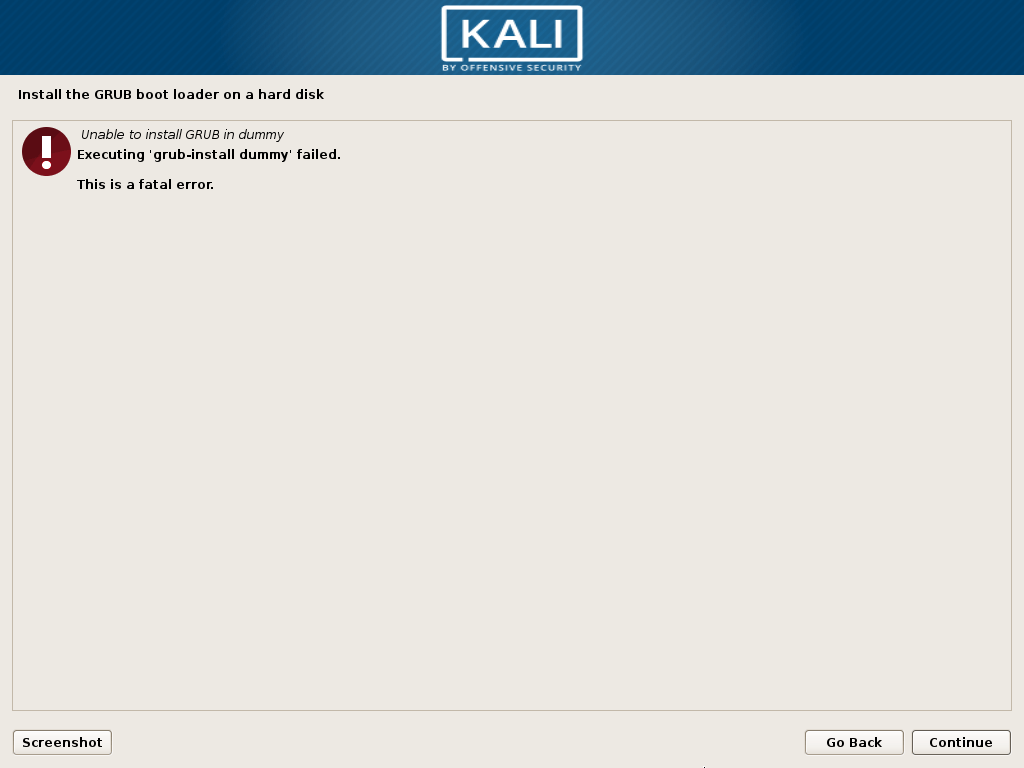 KALI
BY OFFENSIVE SECURITY
Install the GRUB boot loader on a hard disk
Unable to install GRUB in dummy
Executing 'grub-install dummy' failed.
This is a fatal error.
Screenshot
Go Back
Continue